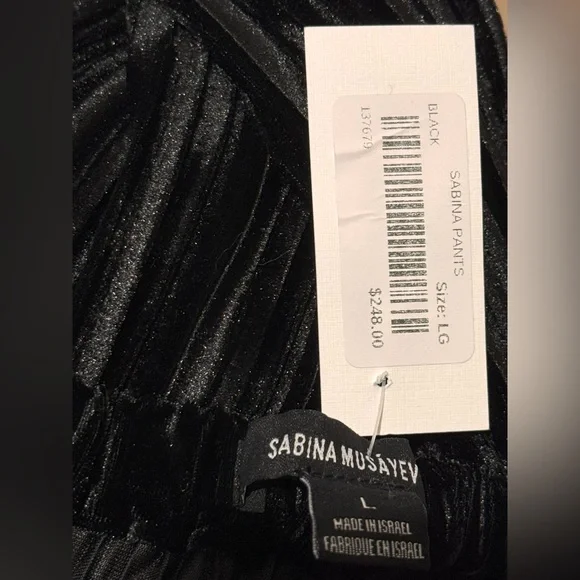 BLACK
137679
SABINA PANTS
Size: LG
$248.00
SABINA MUSAYEV
L
MADE IN ISRAEL
FABRIQUE EN ISRAEL